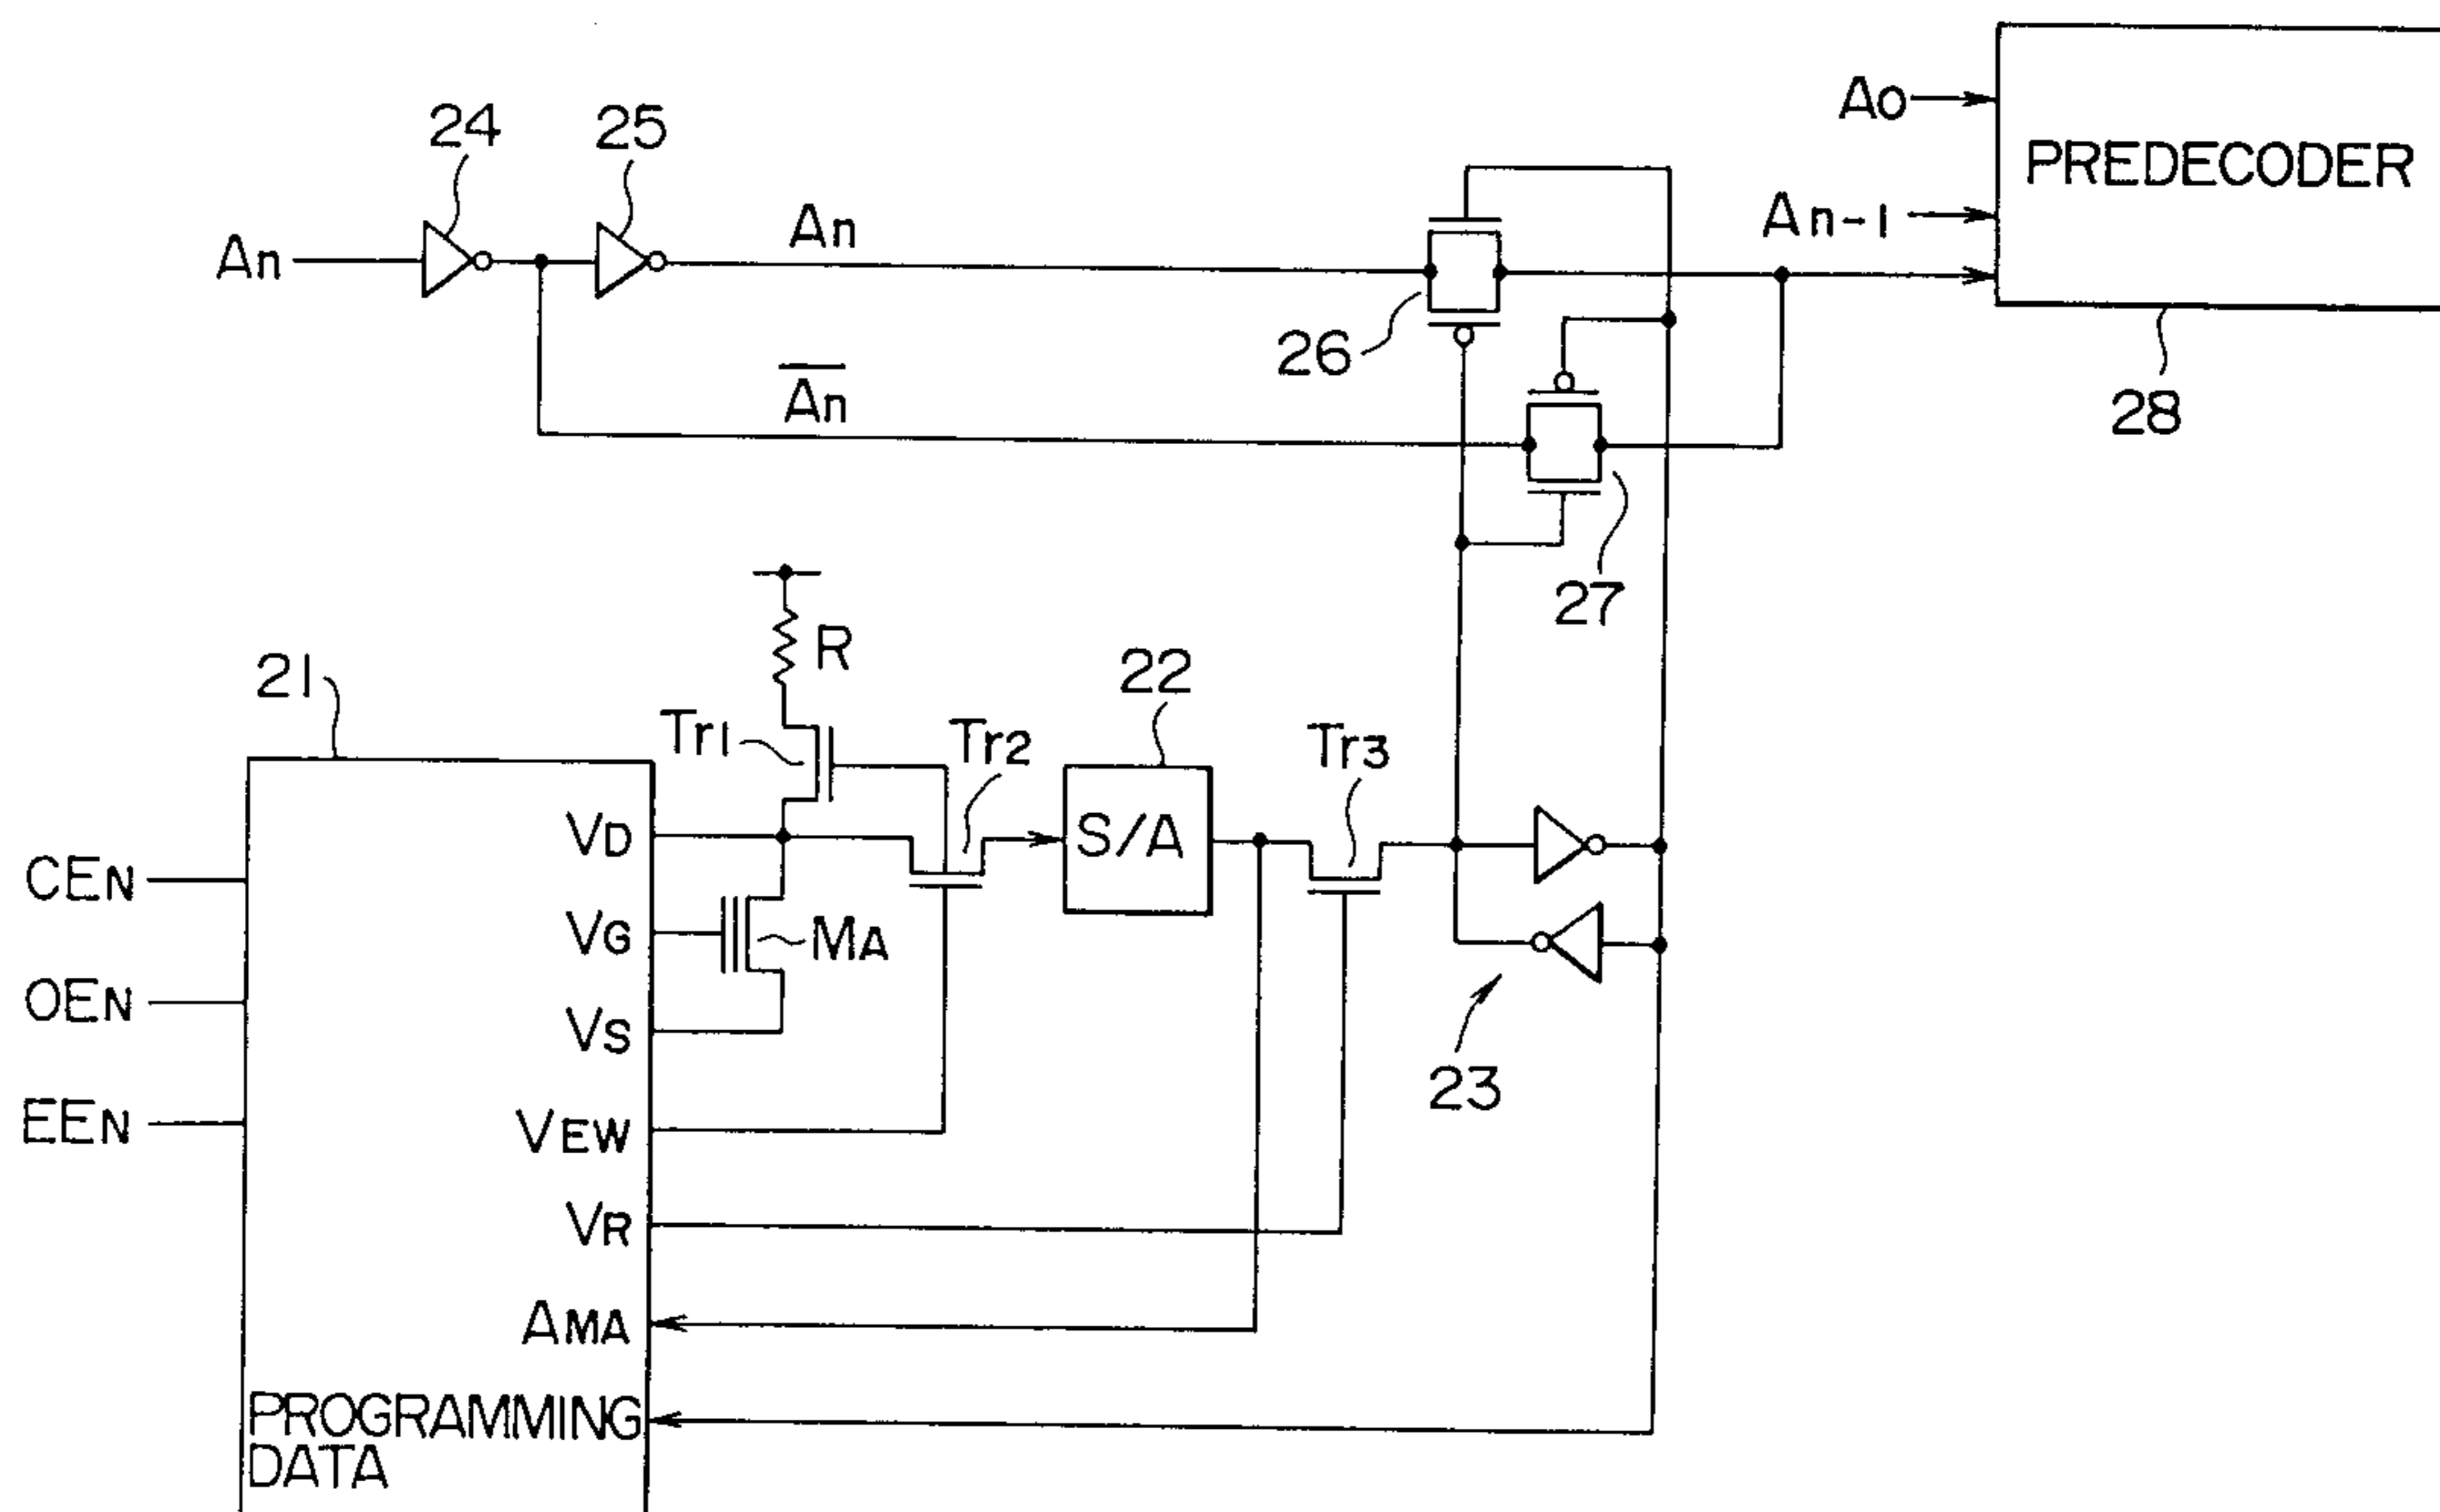 24
25
An
An
An
26
27
A0
An-1
PREDECODER
28
21
R
Tr1
Tr2
22
S/A
Tr3
23
CEN
OEN
EEN
VD
VG
MA
VS
VEW
VR
AMA
PROGRAMMING
DATA